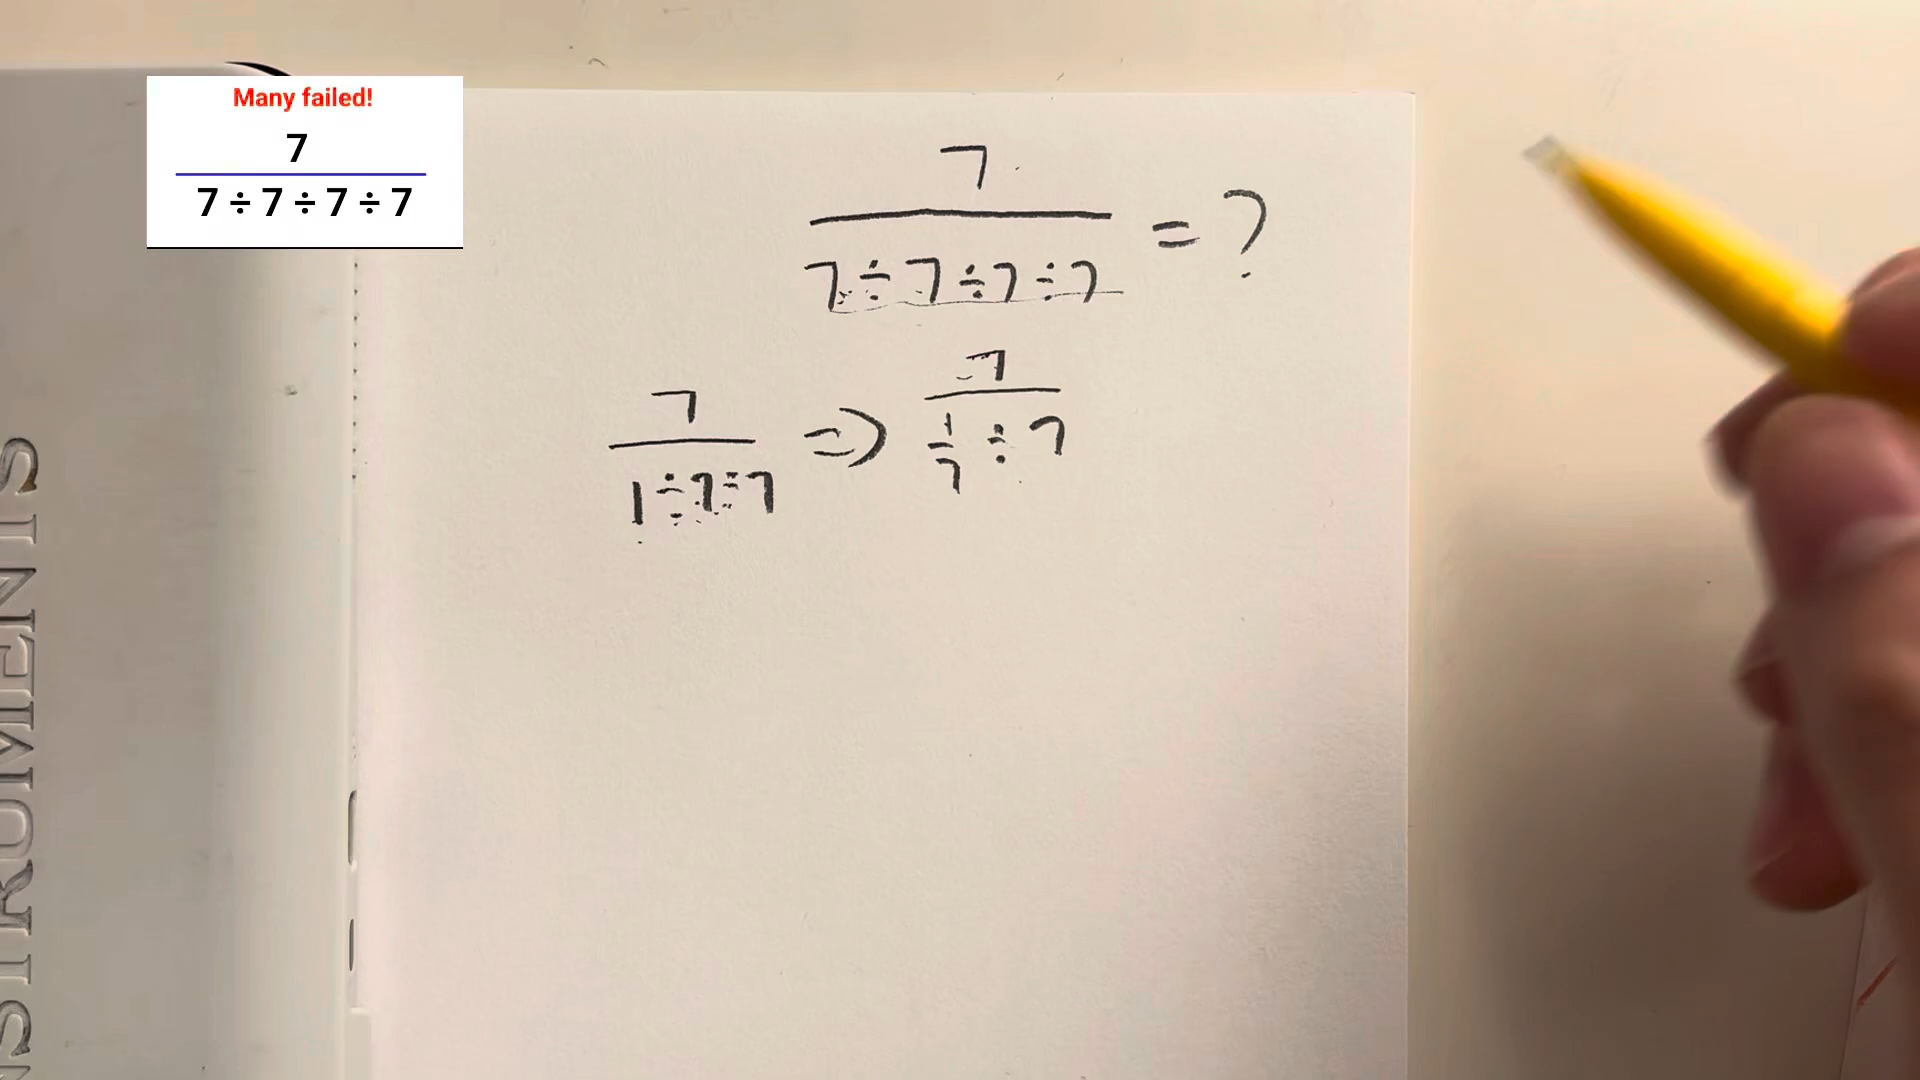 Many failed!
7
7 ÷ 7 ÷ 7 ÷ 7
7
7÷7÷7÷7
= ?
7
1÷7÷7
=>
7
1/7 ÷ 7
INSTRUMENTS